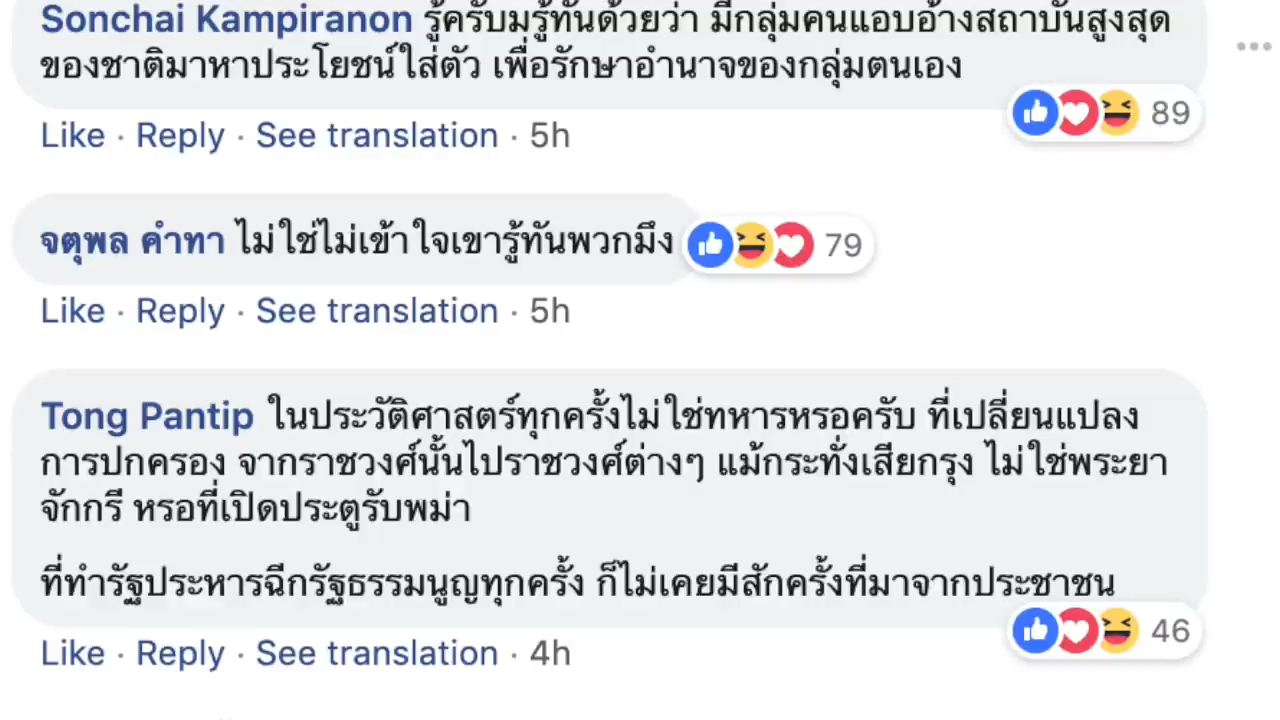 Sonchai Kampiranon รู้ครับมรู้ทันด้วยว่า มีกลุ่มคนแอบอ้างสถาบันสูงสุด
ของชาติมาหาประโยชน์ใส่ตัว เพื่อรักษาอำนาจของกลุ่มตนเอง
89
Like · Reply · See translation · 5h
จตุพล คำทา ไม่ใช่ไม่เข้าใจเขารู้ทันพวกมึง 79
Like · Reply · See translation · 5h
Tong Pantip ในประวัติศาสตร์ทุกครั้งไม่ใช่ทหารหรอครับ ที่เปลี่ยนแปลง
การปกครอง จากราชวงศ์นั้นไปราชวงศ์ต่างๆ แม้กระทั่งเสียกรุง ไม่ใช่พระยา
จักกรี หรอที่เปิดประตูรับพม่า
ที่ทำรัฐประหารฉีกรัฐธรรมนูญทุกครั้ง ก็ไม่เคยมีสักครั้งที่มาจากประชาชน
46
Like · Reply · See translation · 4h